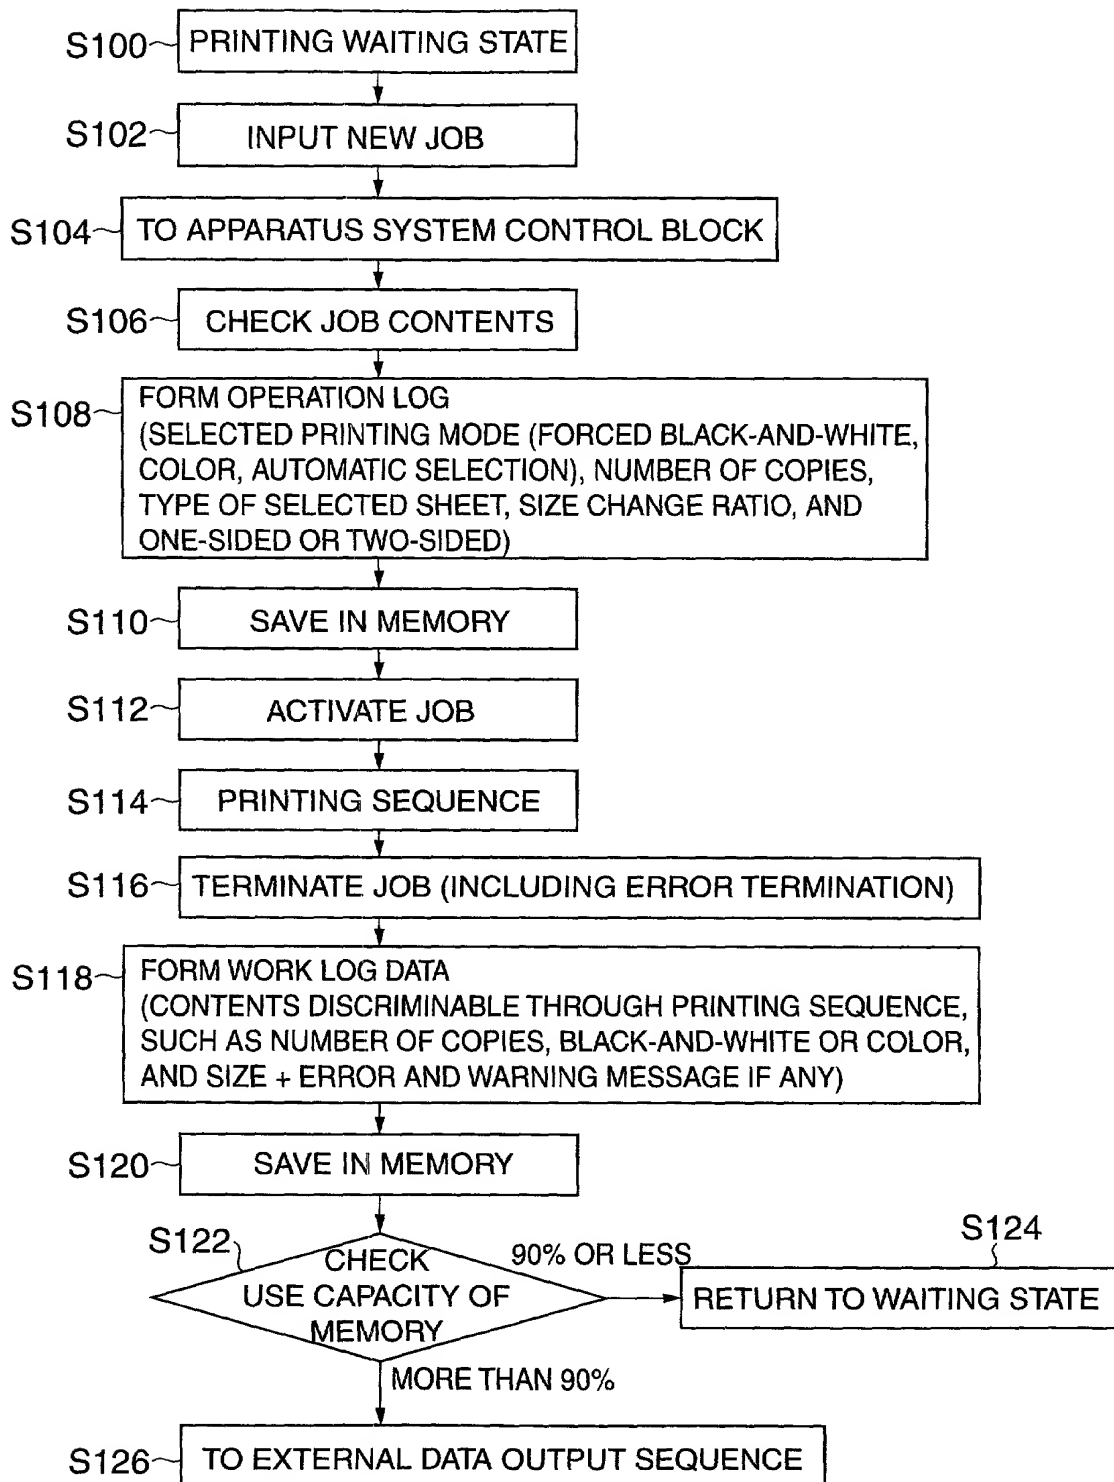 S100 PRINTING WAITING STATE
S102 INPUT NEW JOB
S104 TO APPARATUS SYSTEM CONTROL BLOCK
S106 CHECK JOB CONTENTS
S108 FORM OPERATION LOG
(SELECTED PRINTING MODE (FORCED BLACK-AND-WHITE,
COLOR, AUTOMATIC SELECTION), NUMBER OF COPIES,
TYPE OF SELECTED SHEET, SIZE CHANGE RATIO, AND
ONE-SIDED OR TWO-SIDED)
S110 SAVE IN MEMORY
S112 ACTIVATE JOB
S114 PRINTING SEQUENCE
S116 TERMINATE JOB (INCLUDING ERROR TERMINATION)
S118 FORM WORK LOG DATA
(CONTENTS DISCRIMINABLE THROUGH PRINTING SEQUENCE,
SUCH AS NUMBER OF COPIES, BLACK-AND-WHITE OR COLOR,
AND SIZE + ERROR AND WARNING MESSAGE IF ANY)
S120 SAVE IN MEMORY
S122
CHECK
USE CAPACITY OF
MEMORY
90% OR LESS
S124
RETURN TO WAITING STATE
MORE THAN 90%
S126 TO EXTERNAL DATA OUTPUT SEQUENCE